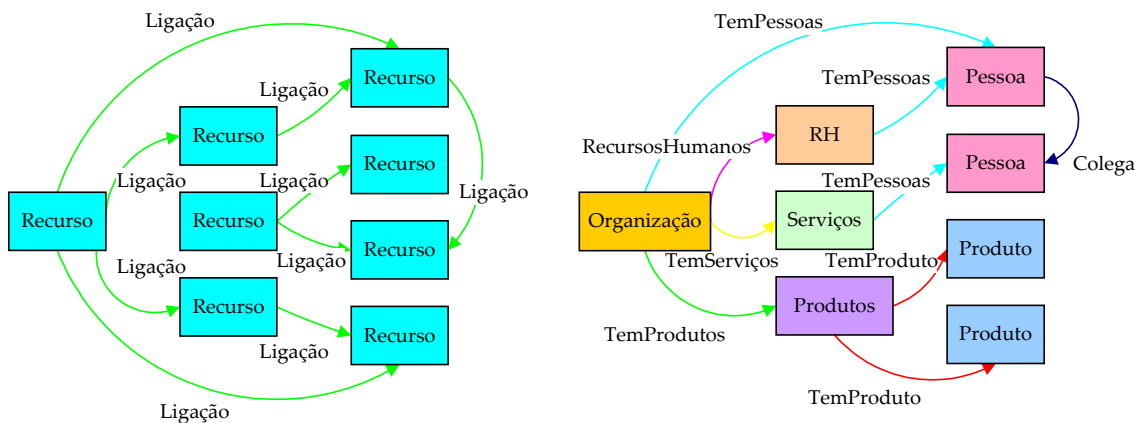 Ligação
Recurso
Ligação
Recurso
Ligação
Recurso
Recurso
Ligação
Recurso
Ligação
Ligação
Recurso
Ligação
Ligação
Recurso
Recurso
Ligação
Ligação
TemPessoas
Pessoa
TemPessoas
RH
RecursosHumanos
Pessoa
Colega
TemPessoas
Organização
Serviços
Produto
TemServiços
TemProduto
Produtos
TemProdutos
Produto
TemProduto